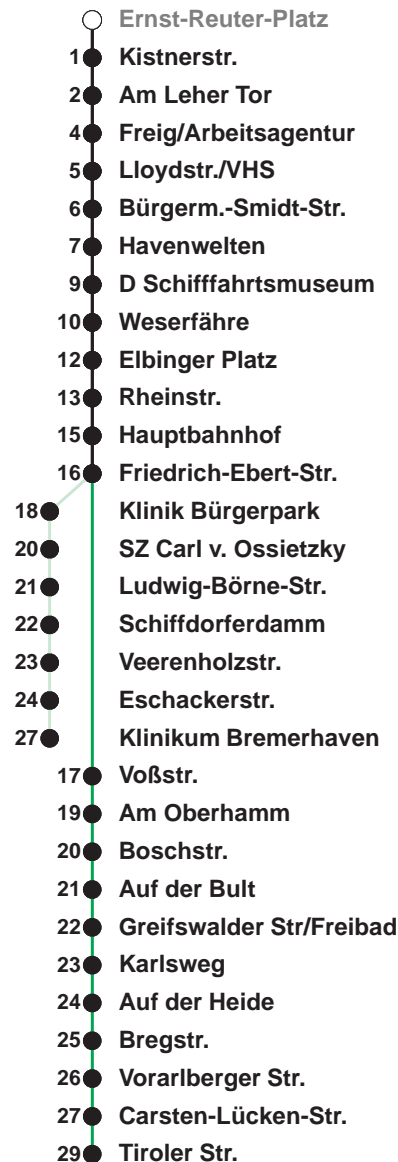 Ernst-Reuter-Platz
1 Kistnerstr.
2 Am Leher Tor
4 Freig/Arbeitsagentur
5 Lloydstr./VHS
6 Bürgerm.-Smidt-Str.
7 Havenwelten
9 D Schifffahrtsmuseum
10 Weserfähre
12 Elbinger Platz
13 Rheinstr.
15 Hauptbahnhof
16 Friedrich-Ebert-Str.
18 Klinik Bürgerpark
20 SZ Carl v. Ossietzky
21 Ludwig-Börne-Str.
22 Schiffdorferdamm
23 Veerenholzstr.
24 Eschackerstr.
27 Klinikum Bremerhaven
17 Voßstr.
19 Am Oberhamm
20 Boschstr.
21 Auf der Bult
22 Greifswalder Str/Freibad
23 Karlsweg
24 Auf der Heide
25 Bregstr.
26 Vorarlberger Str.
27 Carsten-Lücken-Str.
29 Tiroler Str.